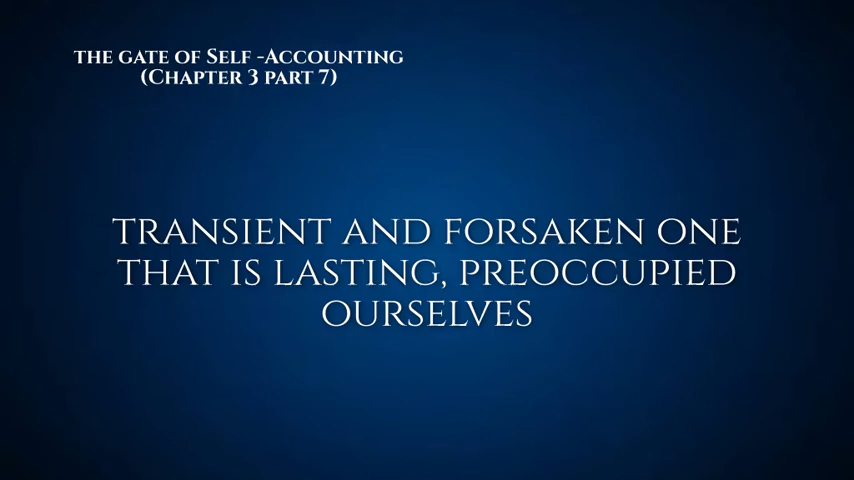 the gate of Self -Accounting
(Chapter 3 part 7)
transient and forsaken one
that is lasting, preoccupied
ourselves